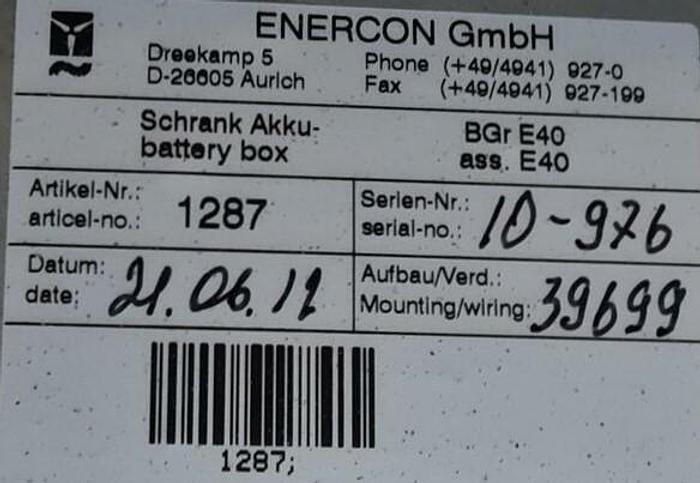 ENERCON GmbH
Dreekamp 5 Phone (+49/4941) 927-0
D-26605 Aurich Fax (+49/4941) 927-199
Schrank Akku- BGr E40
battery box ass. E40
Artikel-Nr.: Serien-Nr.:
articel-no.: 1287 serial-no.: 10-976
Datum: Aufbau/Verd.:
date: 21.06.12 Mounting/wiring: 39699
1287;